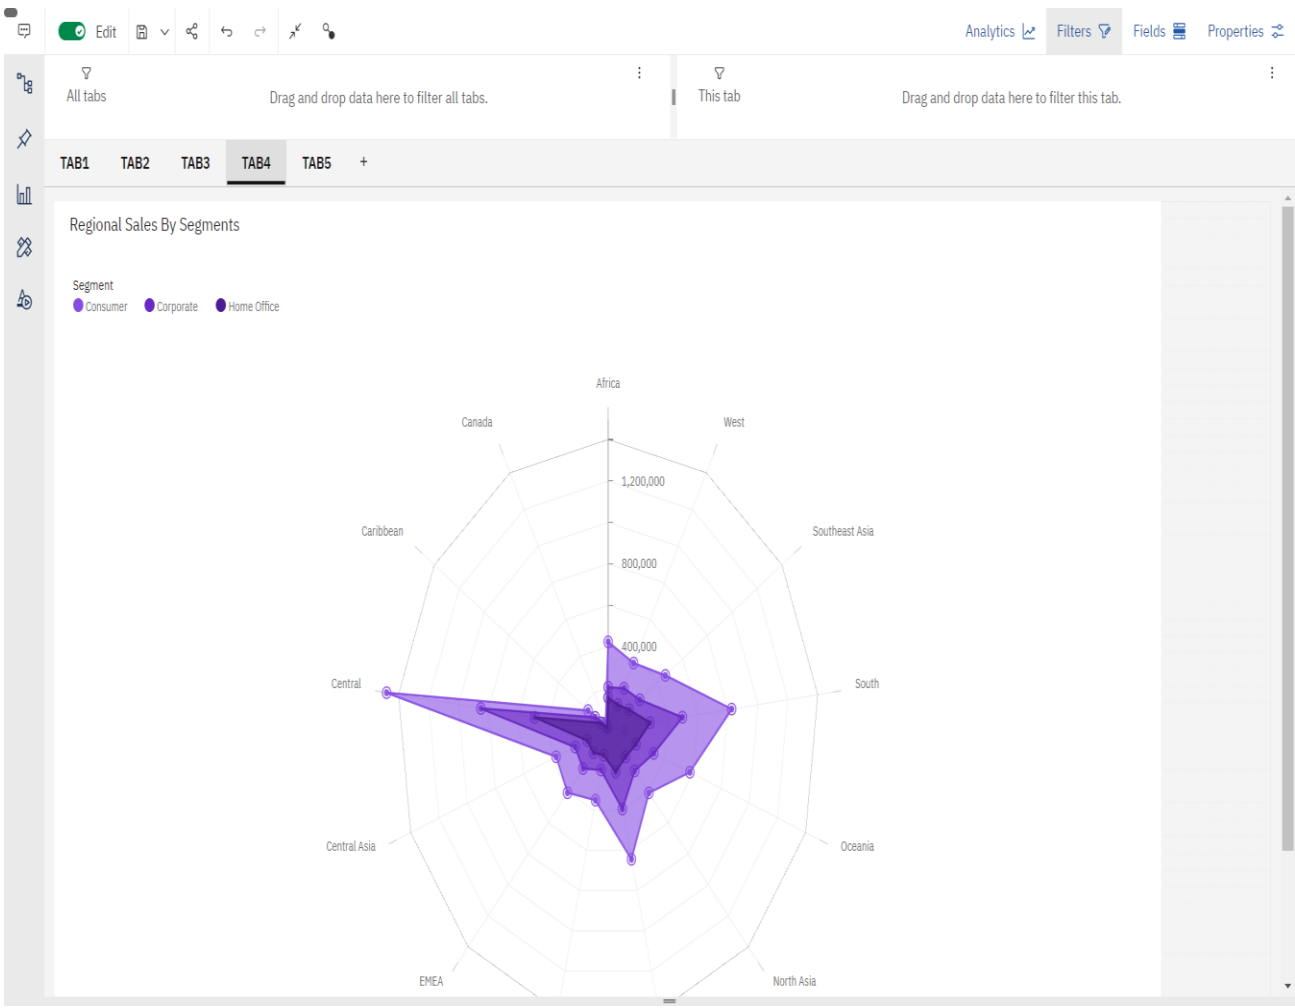 Edit
Analytics
Filters
Fields
Properties
All tabs
Drag and drop data here to filter all tabs.
This tab
Drag and drop data here to filter this tab.
TAB1 TAB2 TAB3 TAB4 TAB5 +
Regional Sales By Segments
Segment
Consumer Corporate Home Office
Africa
Canada
West
1,200,000
Caribbean
Southeast Asia
800,000
400,000
Central
South
Central Asia
Oceania
EMEA
North Asia